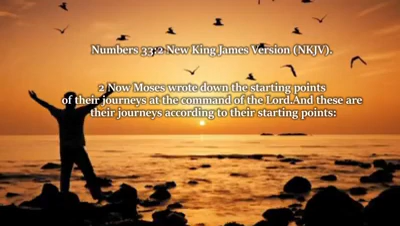 Numbers 33:2 New King James Version (NKJV).
2 Now Moses wrote down the starting points
of their journeys at the command of the Lord.And these are
their journeys according to their starting points: